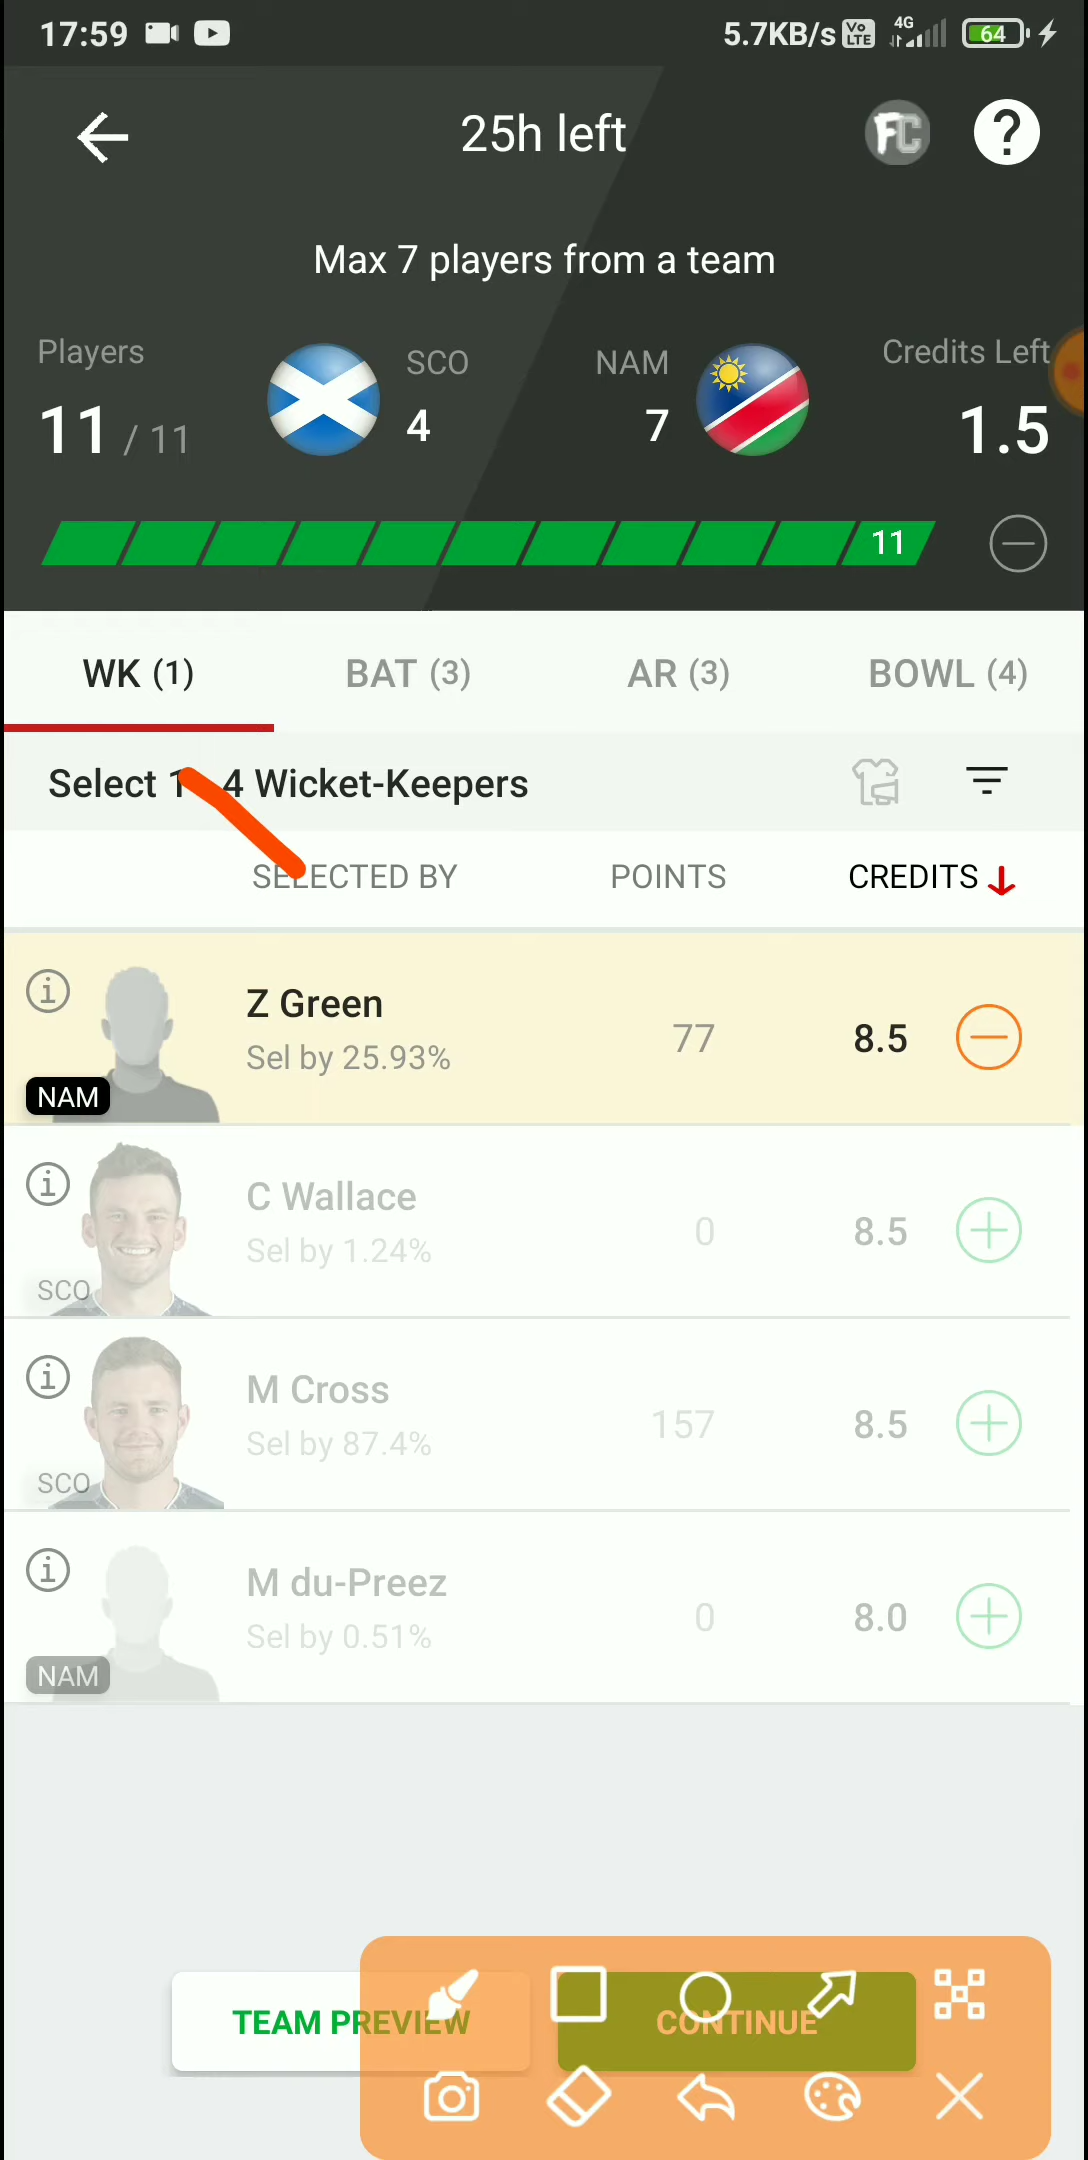 17:59 5.7KB/s Vo LTE 4G 64
25h left FC ?
Max 7 players from a team
Players SCO NAM Credits Left
11 / 11 4 7 1.5
11
WK (1) BAT (3) AR (3) BOWL (4)
Select 1 4 Wicket-Keepers
SELECTED BY POINTS CREDITS
Z Green
Sel by 25.93% 77 8.5
NAM
C Wallace
Sel by 1.24% 0 8.5
SCO
M Cross
Sel by 87.4% 157 8.5
SCO
M du-Preez
Sel by 0.51% 0 8.0
NAM
TEAM PREVIEW CONTINUE